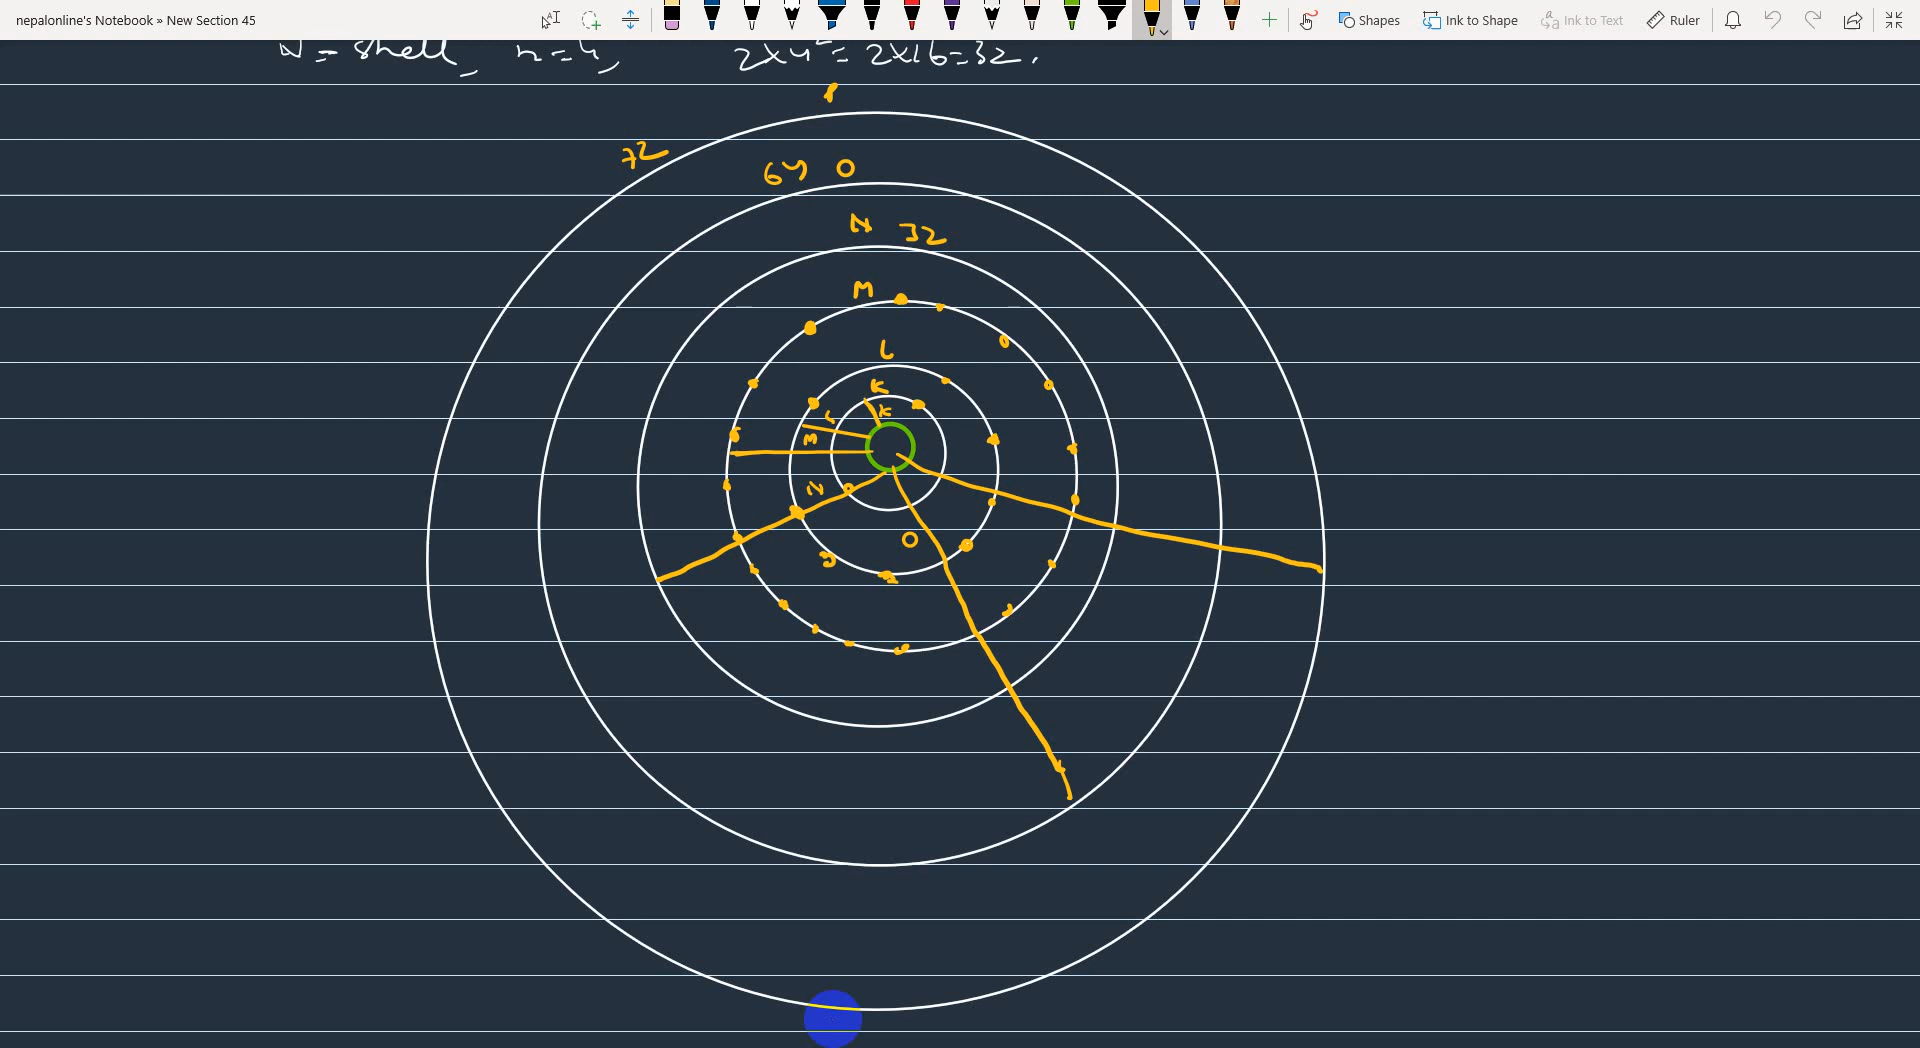 nepalonline's Notebook » New Section 45
Shapes Ink to Shape Ink to Text Ruler
N = shell, n=4, 2x4²= 2x16=32.
72
64 O
N 32
M
L
K
K
L
M
N
O